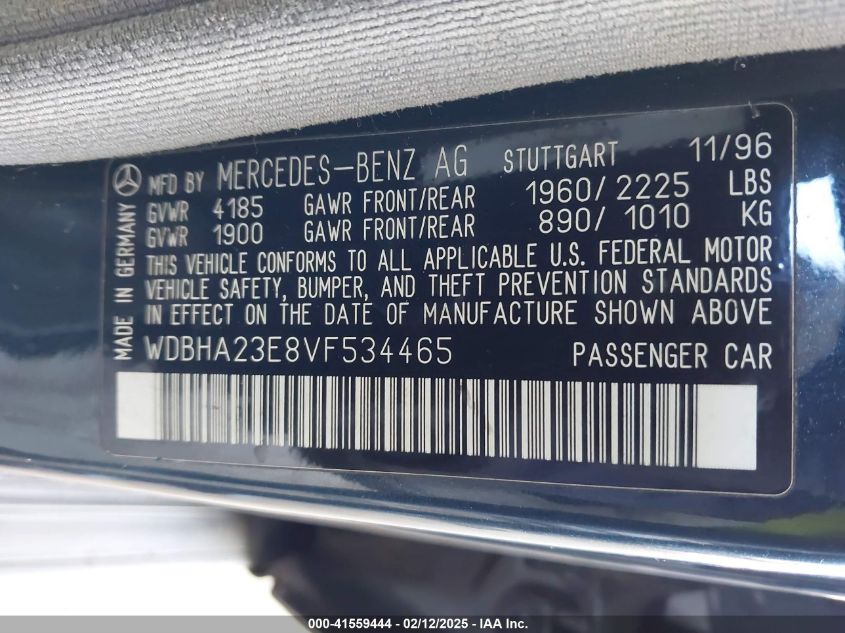 MFD BY MERCEDES-BENZ AG STUTTGART 11/96
GVWR 4185 GAWR FRONT/REAR 1960/2225 LBS
GVWR 1900 GAWR FRONT/REAR 890/1010 KG
THIS VEHICLE CONFORMS TO ALL APPLICABLE U.S. FEDERAL MOTOR
VEHICLE SAFETY, BUMPER, AND THEFT PREVENTION STANDARDS
IN EFFECT ON THE DATE OF MANUFACTURE SHOWN ABOVE
WDBHA23E8VF534465 PASSENGER CAR
MADE IN GERMANY
000-41559444 - 02/12/2025 - IAA Inc.